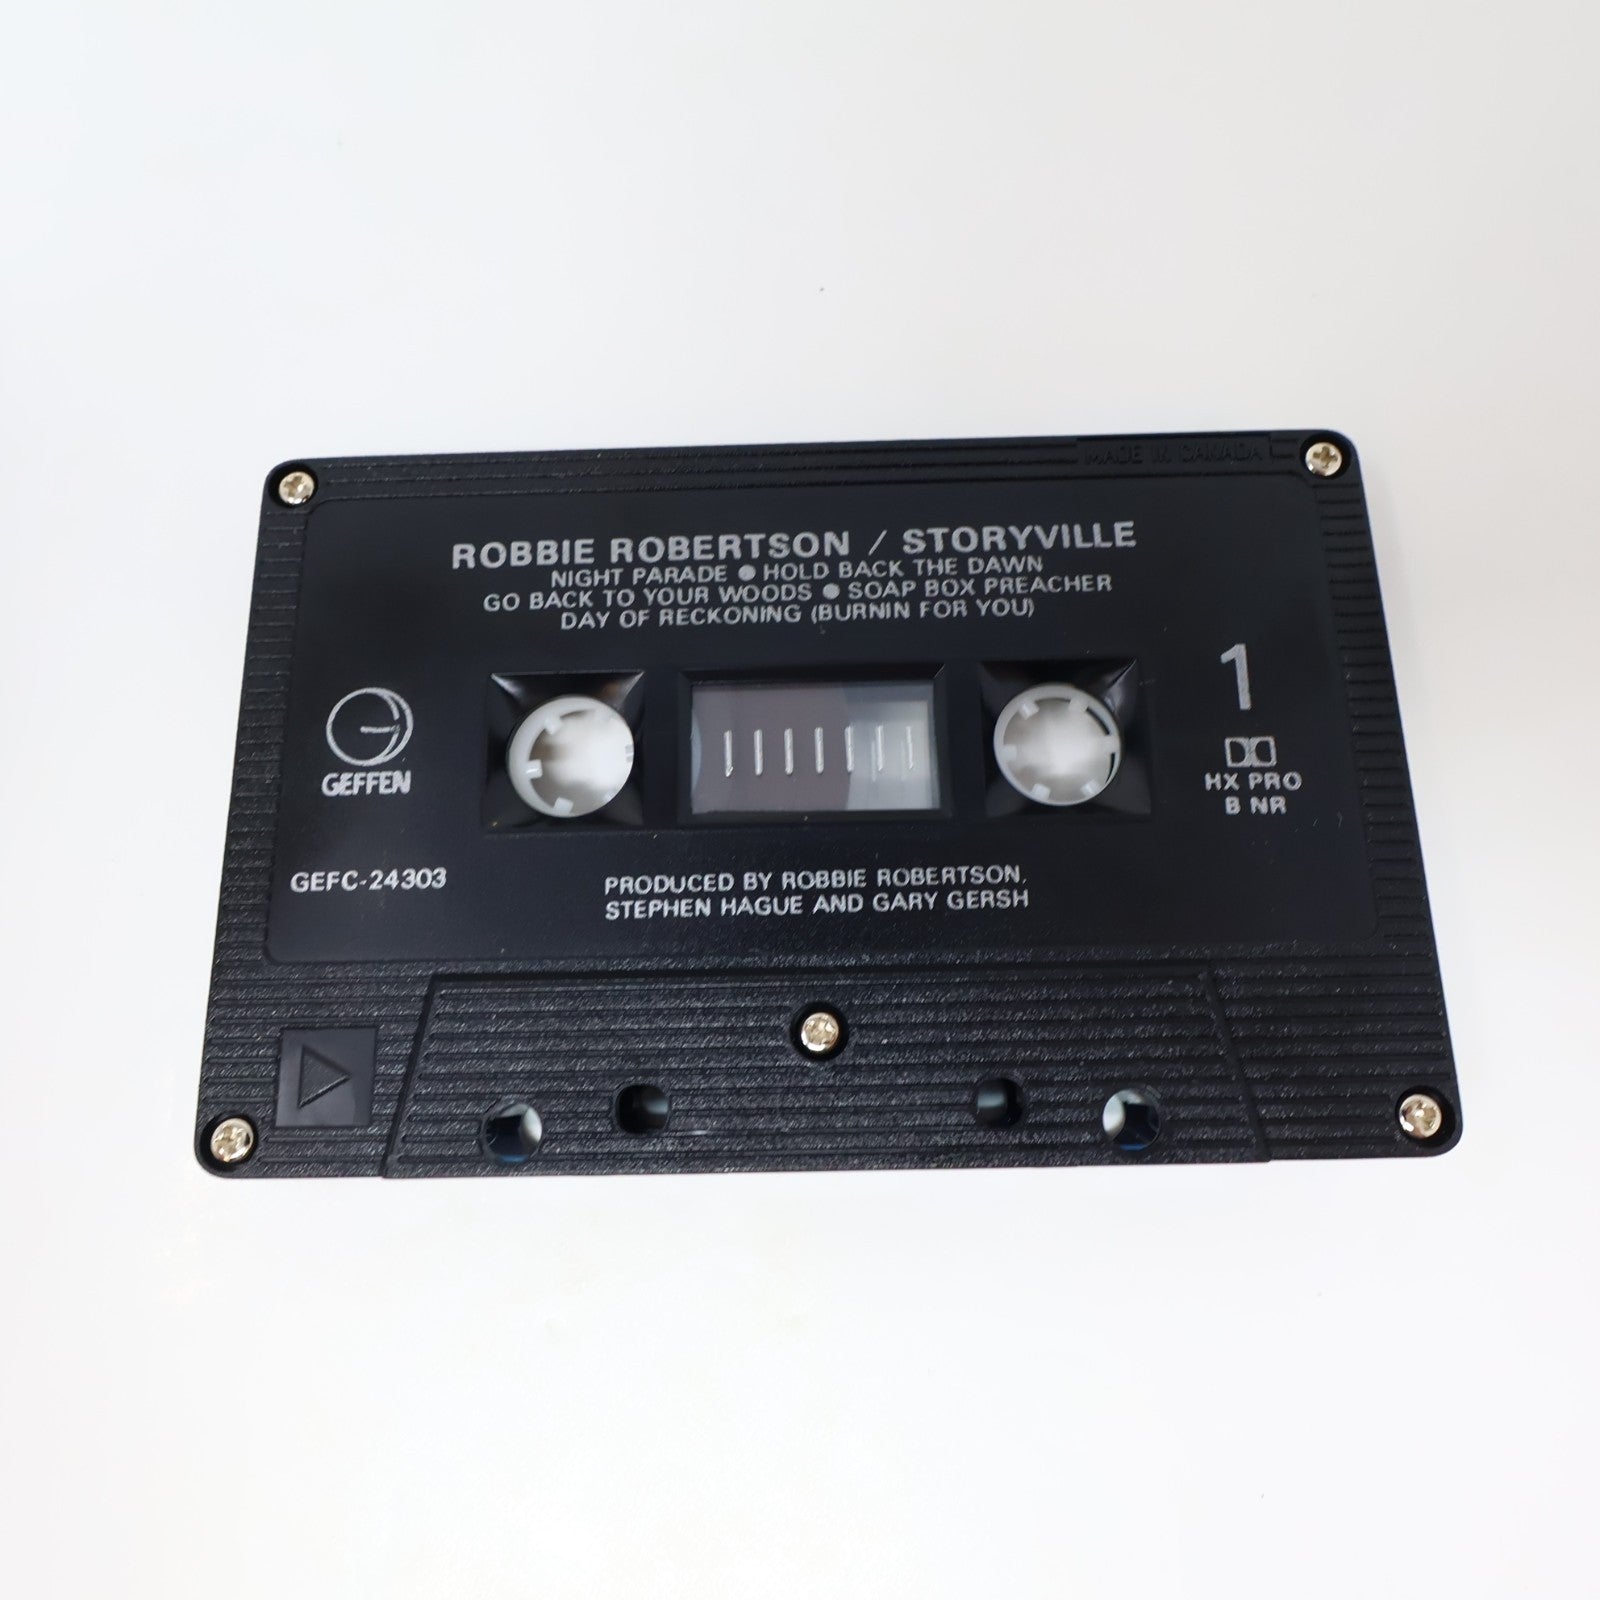 MADE IN CANADA
ROBBIE ROBERTSON / STORYVILLE
NIGHT PARADE ● HOLD BACK THE DAWN
GO BACK TO YOUR WOODS ● SOAP BOX PREACHER
DAY OF RECKONING (BURNIN FOR YOU)
1
GEFFEN
HX PRO
B NR
GEFC-24303
PRODUCED BY ROBBIE ROBERTSON,
STEPHEN HAGUE AND GARY GERSH